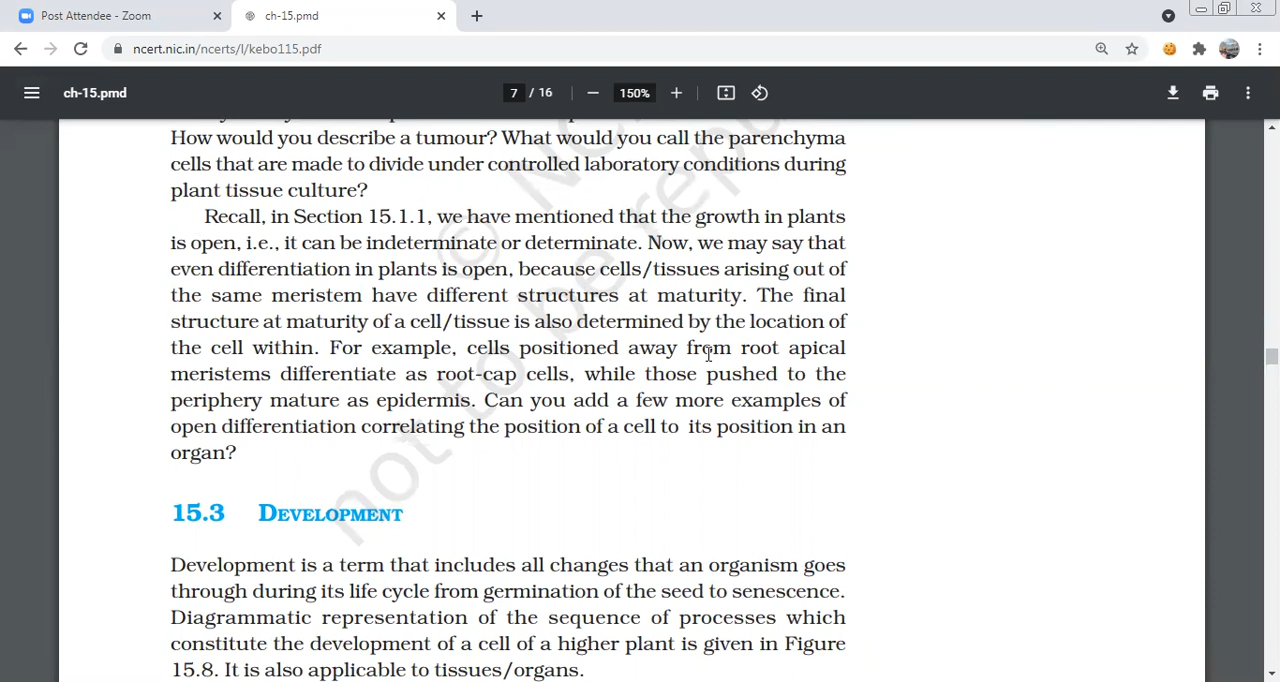 Post Attendee - Zoom
ch-15.pmd
ncert.nic.in/ncerts/l/kebo115.pdf
ch-15.pmd
7 / 16
150%
How would you describe a tumour? What would you call the parenchyma
cells that are made to divide under controlled laboratory conditions during
plant tissue culture?
Recall, in Section 15.1.1, we have mentioned that the growth in plants
is open, i.e., it can be indeterminate or determinate. Now, we may say that
even differentiation in plants is open, because cells/tissues arising out of
the same meristem have different structures at maturity. The final
structure at maturity of a cell/tissue is also determined by the location of
the cell within. For example, cells positioned away from root apical
meristems differentiate as root-cap cells, while those pushed to the
periphery mature as epidermis. Can you add a few more examples of
open differentiation correlating the position of a cell to its position in an
organ?
15.3 DEVELOPMENT
Development is a term that includes all changes that an organism goes
through during its life cycle from germination of the seed to senescence.
Diagrammatic representation of the sequence of processes which
constitute the development of a cell of a higher plant is given in Figure
15.8. It is also applicable to tissues/organs.
© NC
not to be repu